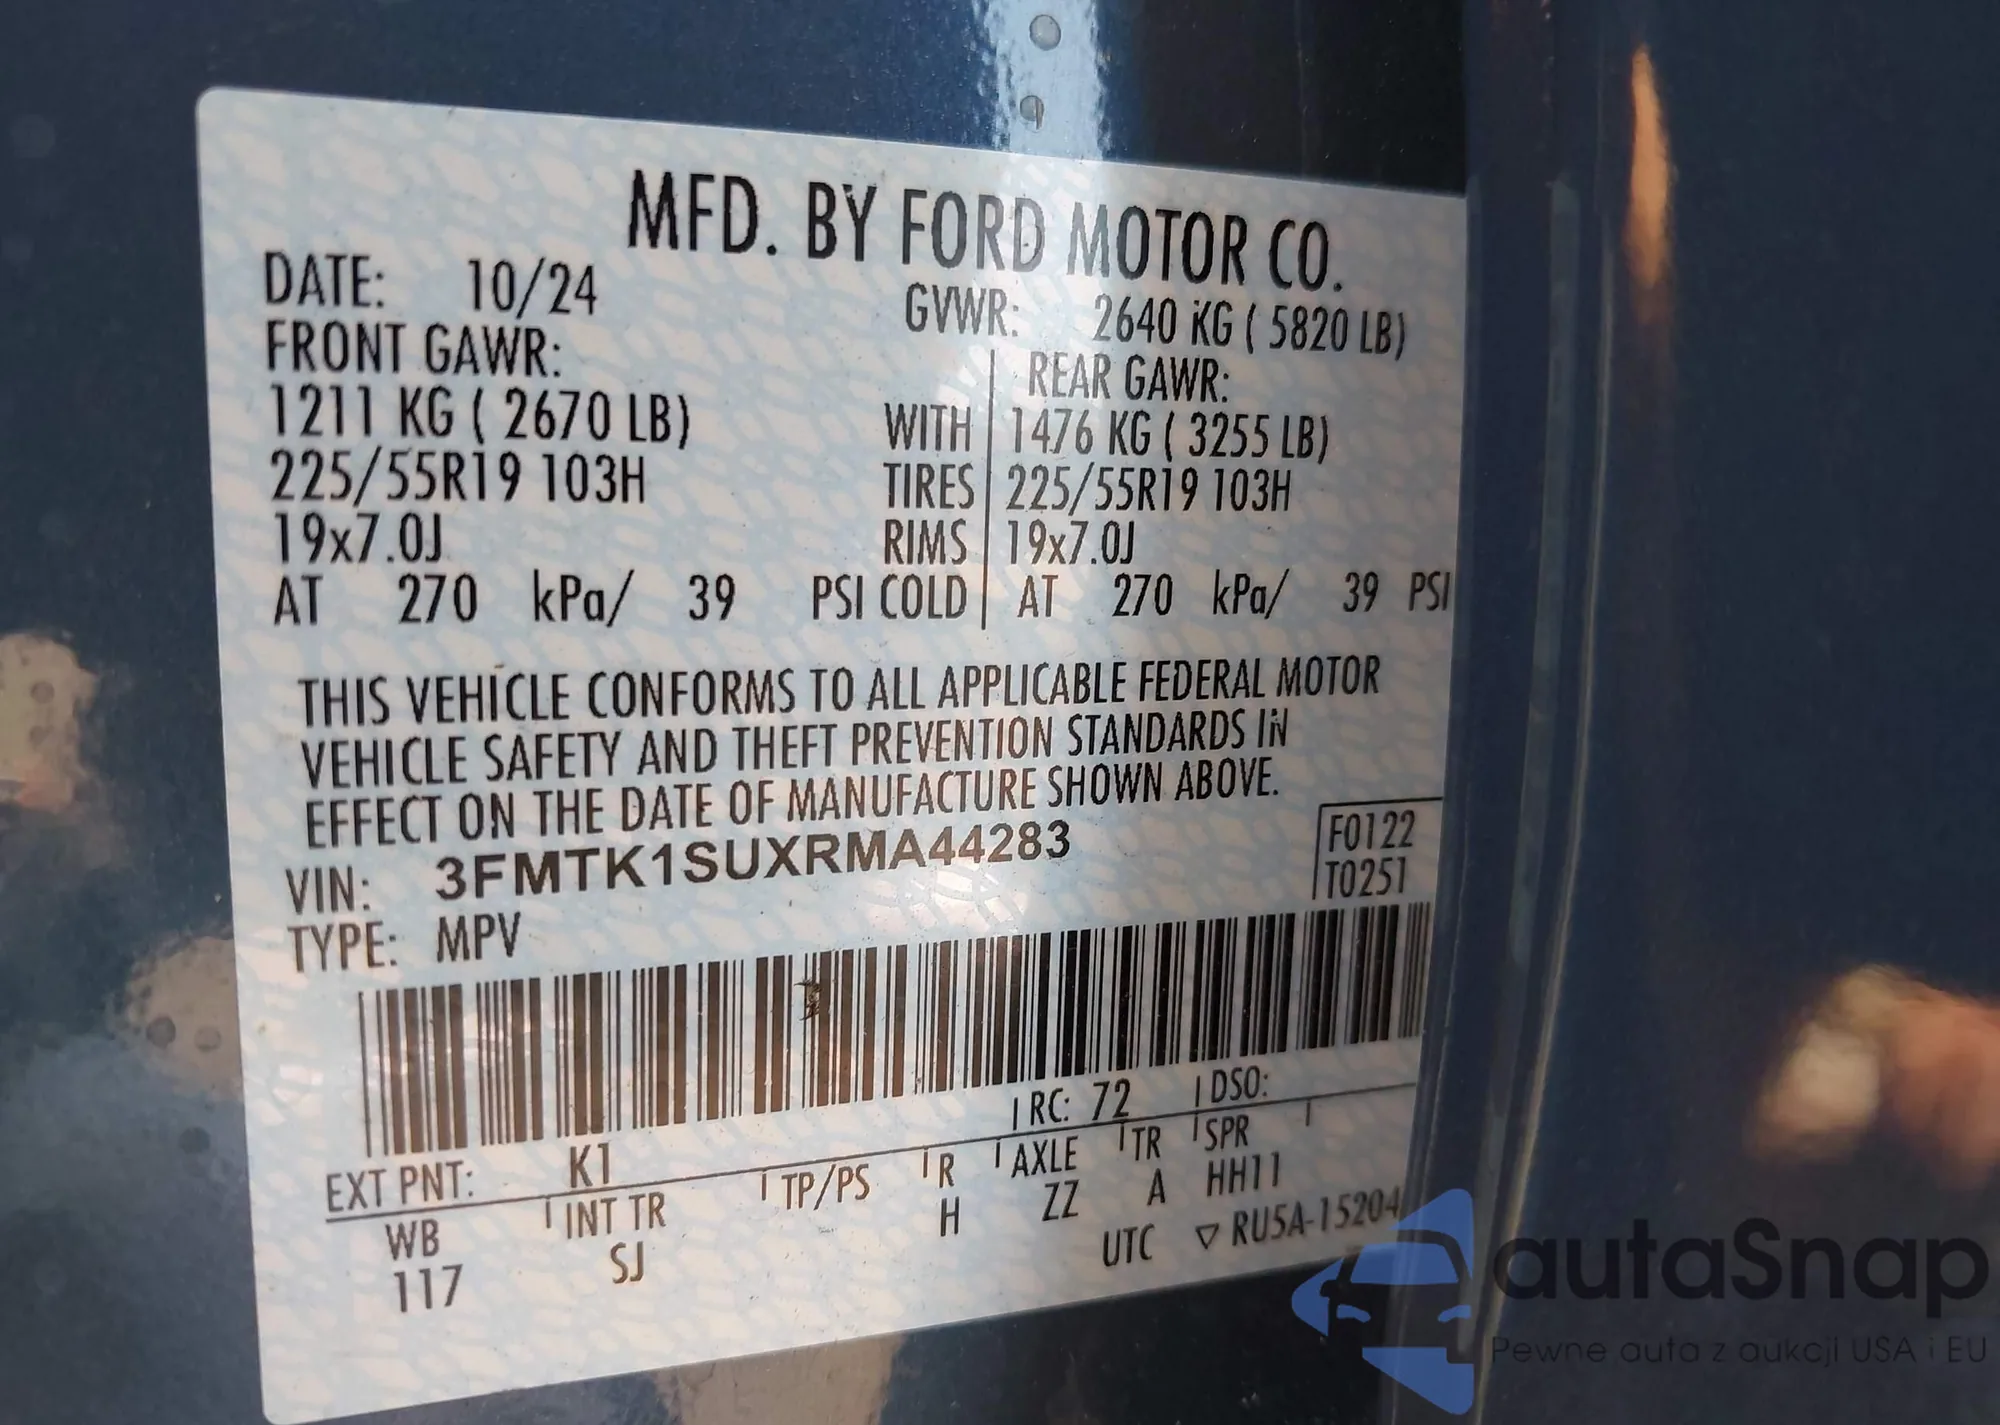 MFD. BY FORD MOTOR CO.
DATE: 10/24
GVWR: 2640 KG ( 5820 LB)
FRONT GAWR:
REAR GAWR:
1211 KG ( 2670 LB) WITH 1476 KG ( 3255 LB)
225/55R19 103H TIRES 225/55R19 103H
19x7.0J RIMS 19x7.0J
AT 270 kPa/ 39 PSI COLD AT 270 kPa/ 39 PSI
THIS VEHICLE CONFORMS TO ALL APPLICABLE FEDERAL MOTOR
VEHICLE SAFETY AND THEFT PREVENTION STANDARDS IN
EFFECT ON THE DATE OF MANUFACTURE SHOWN ABOVE.
F0122
VIN: 3FMTK1SUXRMA44283
T0251
TYPE: MPV
RC: 72 DSO:
EXT PNT: K1
WB INT TR TP/PS R AXLE TR SPR
117 SJ H ZZ A HH11
UTC ▽ RU5A-15204
autaSnap
Pewne auta z aukcji USA i EU